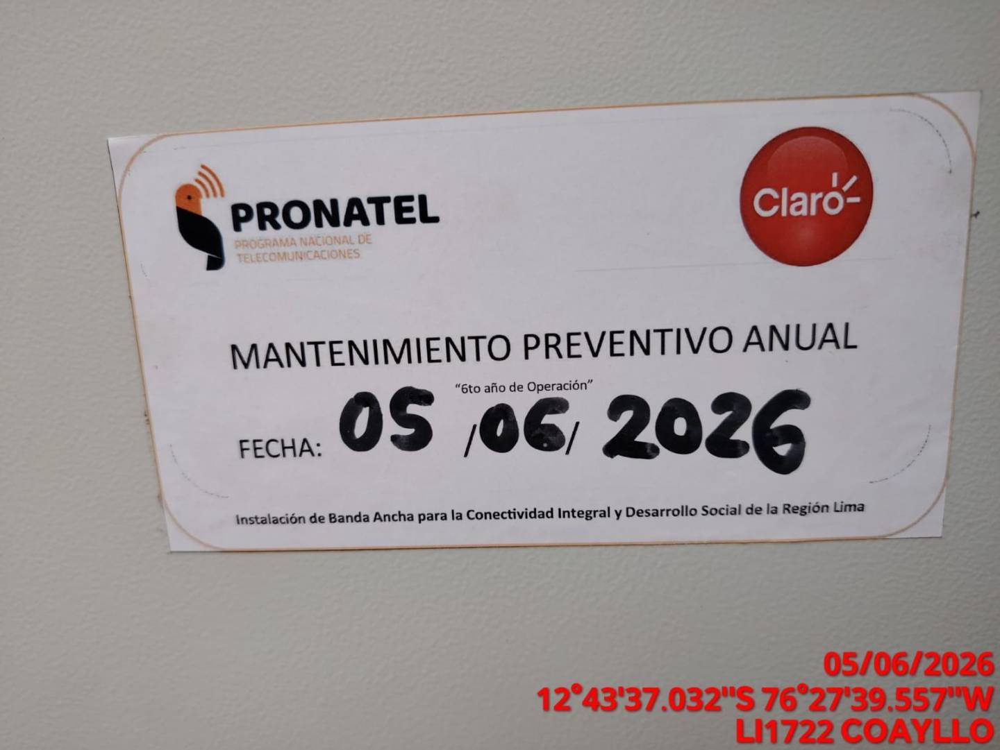 PRONATEL
PROGRAMA NACIONAL DE
TELECOMUNICACIONES
Claro
MANTENIMIENTO PREVENTIVO ANUAL
“6to año de Operación”
FECHA: 05 /06/ 2026
Instalación de Banda Ancha para la Conectividad Integral y Desarrollo Social de la Región Lima
05/06/2026
12°43'37.032"S 76°27'39.557"W
LI1722 COAYLLO